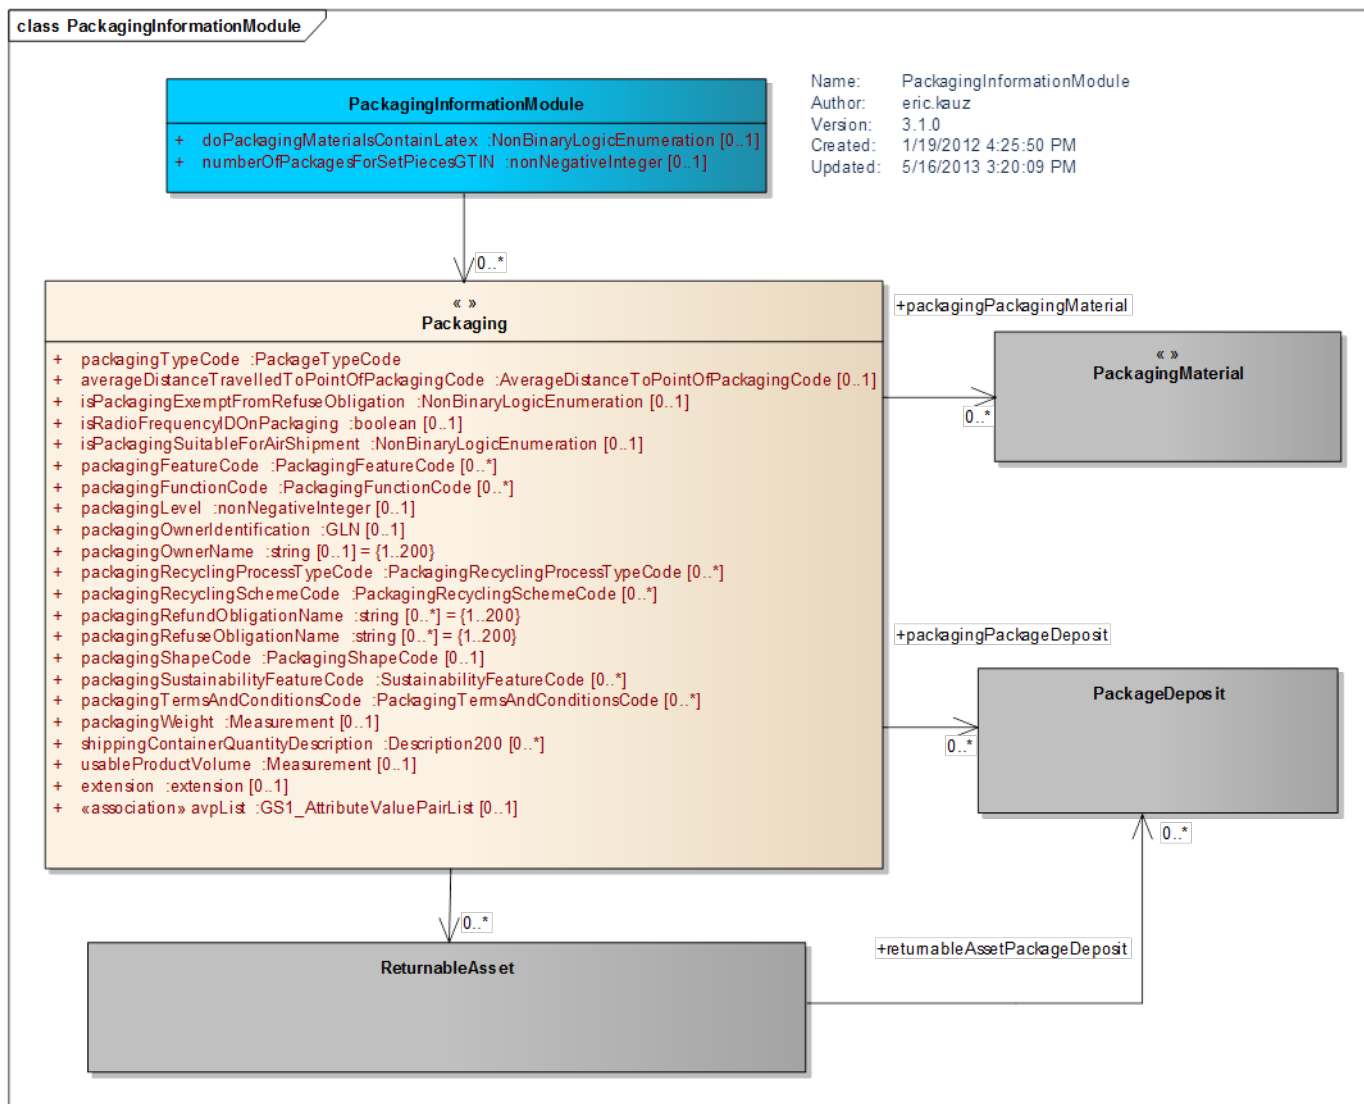 class PackagingInformationModule
PackagingInformationModule
+ doPackagingMaterialsContainLatex :NonBinaryLogicEnumeration [0..1]
+ numberOfPackagesForSetPiecesGTIN :nonNegativeInteger [0..1]
Name: PackagingInformationModule
Author: eric.kauz
Version: 3.1.0
Created: 1/19/2012 4:25:50 PM
Updated: 5/16/2013 3:20:09 PM
0..*
« »
Packaging
+ packagingTypeCode :PackageTypeCode
+ averageDistanceTravelledToPointOfPackagingCode :AverageDistanceToPointOfPackagingCode [0..1]
+ isPackagingExemptFromRefuseObligation :NonBinaryLogicEnumeration [0..1]
+ isRadioFrequencyIDOnPackaging :boolean [0..1]
+ isPackagingSuitableForAirShipment :NonBinaryLogicEnumeration [0..1]
+ packagingFeatureCode :PackagingFeatureCode [0..*]
+ packagingFunctionCode :PackagingFunctionCode [0..*]
+ packagingLevel :nonNegativeInteger [0..1]
+ packagingOwnerIdentification :GLN [0..1]
+ packagingOwnerName :string [0..1] = {1..200}
+ packagingRecyclingProcessTypeCode :PackagingRecyclingProcessTypeCode [0..*]
+ packagingRecyclingSchemeCode :PackagingRecyclingSchemeCode [0..*]
+ packagingRefundObligationName :string [0..*] = {1..200}
+ packagingRefuseObligationName :string [0..*] = {1..200}
+ packagingShapeCode :PackagingShapeCode [0..1]
+ packagingSustainabilityFeatureCode :SustainabilityFeatureCode [0..*]
+ packagingTermsAndConditionsCode :PackagingTermsAndConditionsCode [0..*]
+ packagingWeight :Measurement [0..1]
+ shippingContainerQuantityDescription :Description200 [0..*]
+ usableProductVolume :Measurement [0..1]
+ extension :extension [0..1]
+ «association» avpList :GS1_AttributeValuePairList [0..1]
+packagingPackagingMaterial
« »
PackagingMaterial
0..*
+packagingPackageDeposit
PackageDeposit
0..*
0..*
0..*
+returnableAssetPackageDeposit
ReturnableAsset